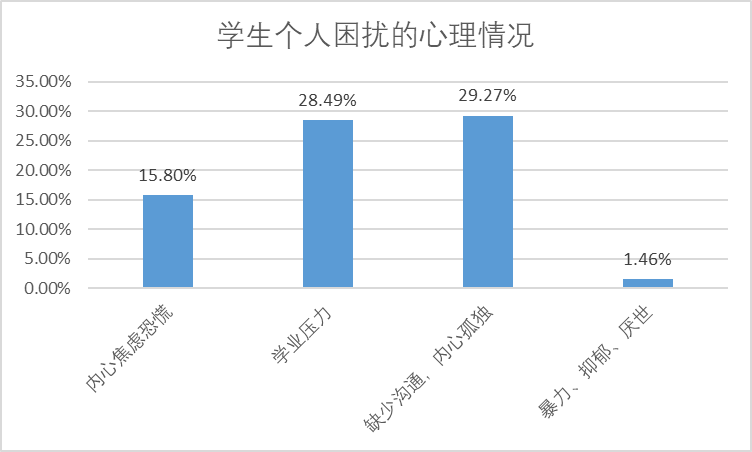 学生个人困扰的心理情况
35.00%
30.00%
25.00%
20.00%
15.00%
10.00%
5.00%
0.00%
15.80%
28.49%
29.27%
1.46%
内心焦虑恐慌
学业压力
缺少沟通，内心孤独
暴力、抑郁、厌世